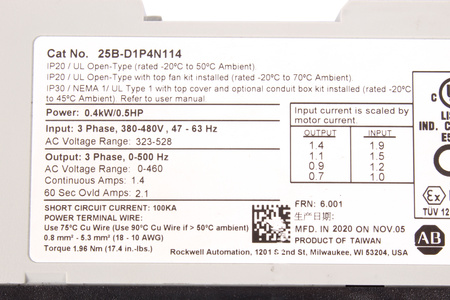 Cat No. 25B-D1P4N114
IP20 / UL Open-Type (rated -20°C to 50°C Ambient).
IP20 / UL Open-Type with top fan kit installed (rated -20°C to 70°C Ambient).
IP30 / NEMA 1/ UL Type 1 with top cover and optional conduit box kit installed (rated -20°C
to 45°C Ambient). Refer to user manual
Power: 0.4kW/0.5HP
Input: 3 Phase, 380-480V, 47 - 63 Hz
AC Voltage Range: 323-528
Output: 3 Phase, 0-500 Hz
AC Voltage Range: 0-460
Continuous Amps: 1.4
60 Sec Ovld Amps: 2.1
Input current is scaled by
motor current.
OUTPUT INPUT
1.4 1.9
1.1 1.5
0.9 1.2
0.7 1.0
SHORT CIRCUIT CURRENT: 100KA
POWER TERMINAL WIRE:
Use 75°C Cu Wire (Use 90°C Cu Wire if > 50°C ambient)
0.8 mm² - 5.3 mm² (18 - 10 AWG)
Torque 1.96 Nm (17.4 in.-lbs.)
FRN: 6.001
生产日期:
MFD. IN 2020 ON NOV.05
PRODUCT OF TAIWAN
Rockwell Automation, 1201 S 2nd St, Milwaukee, WI 53204, USA
C
LIS
IND. C
E5
Ex
TUV 12
AB